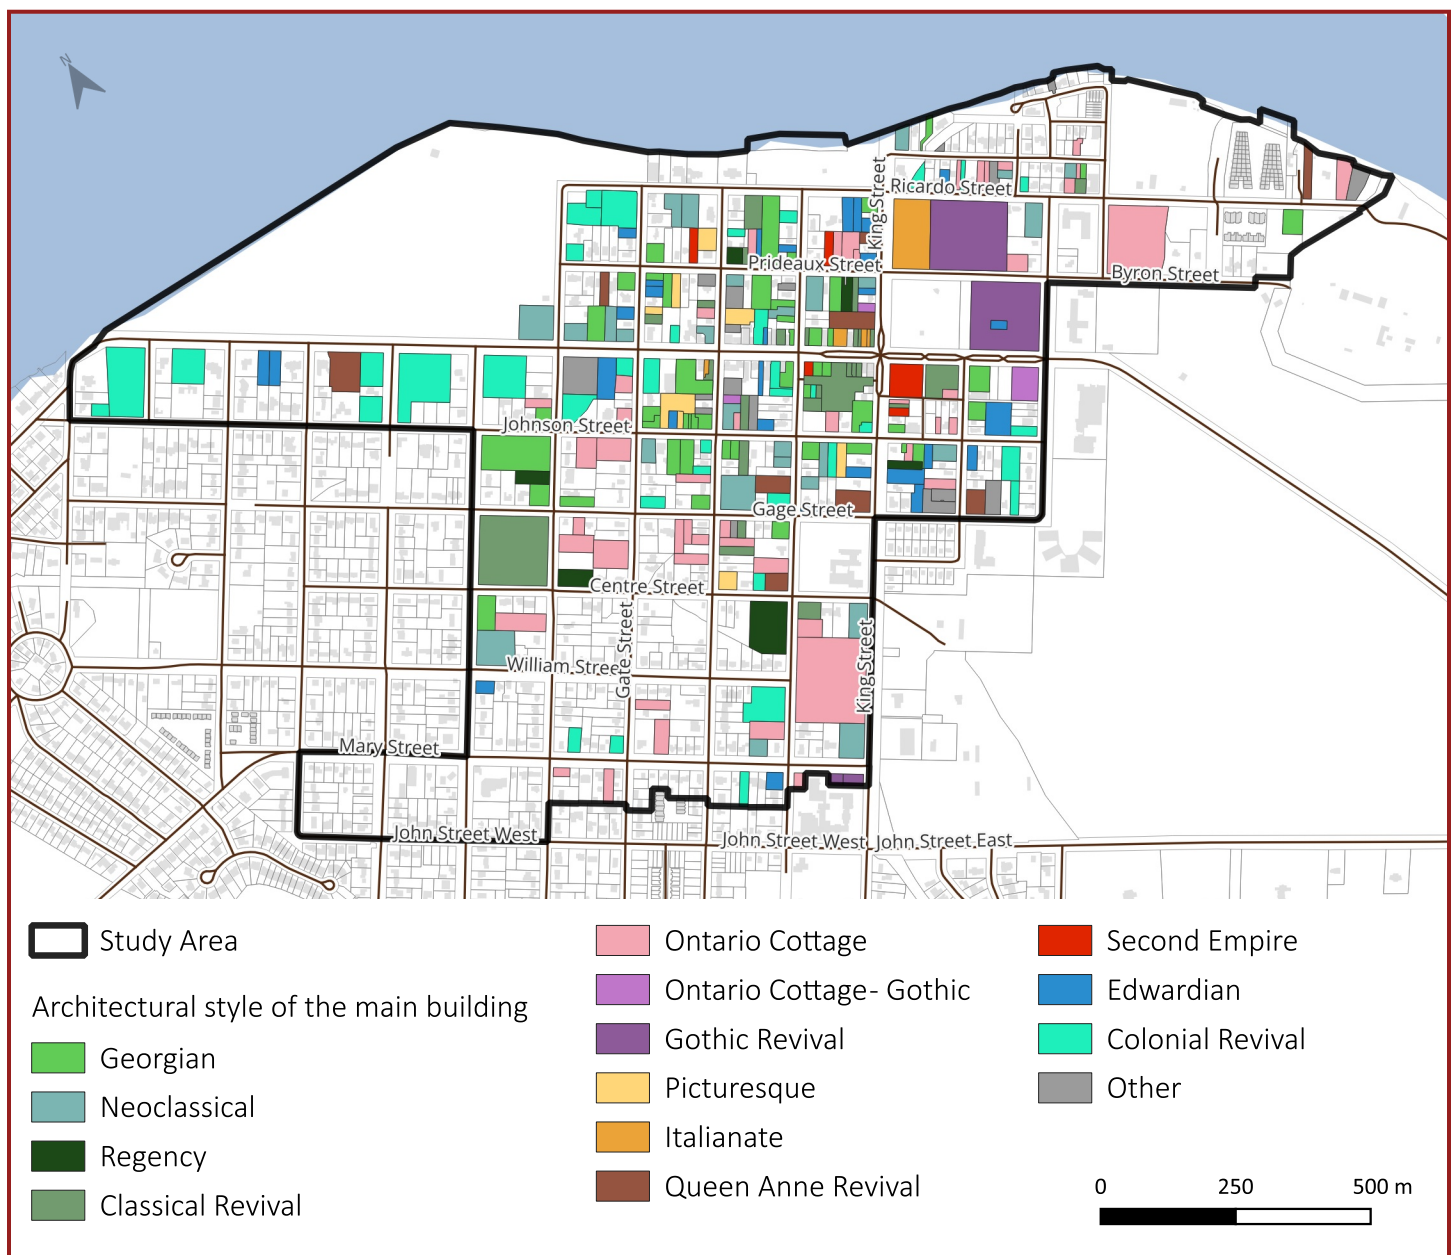 N
King Street
Ricardo Street
Prideaux Street
Byron Street
Johnson Street
Gage Street
Centre Street
Gate Street
William Stree
King Street
Mary Street
John Street West
John Street West
John Street East
Study Area
Architectural style of the main building
Georgian
Neoclassical
Regency
Classical Revival
Ontario Cottage
Ontario Cottage- Gothic
Gothic Revival
Picturesque
Italianate
Queen Anne Revival
Second Empire
Edwardian
Colonial Revival
Other
0 250 500 m